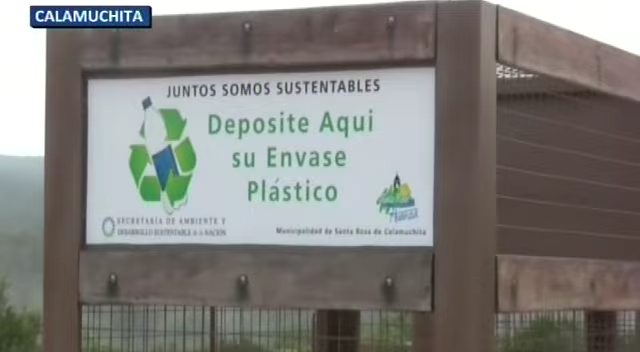 CALAMUCHITA
JUNTOS SOMOS SUSTENTABLES
Deposite Aqui
su Envase
Plástico
SECRETARÍA DE AMBIENTE Y
DESARROLLO SUSTENTABLE DE LA NACION
Municipalidad de Santa Rosa de Calamuchita